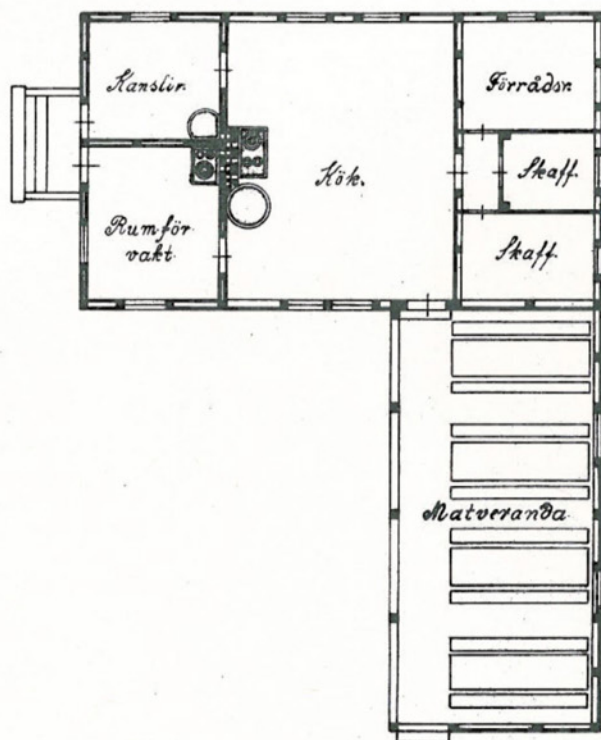 Kanslir.
Förrådsr.
Kök.
Skaff.
Rum för
vakt.
Skaff.
Matveranda